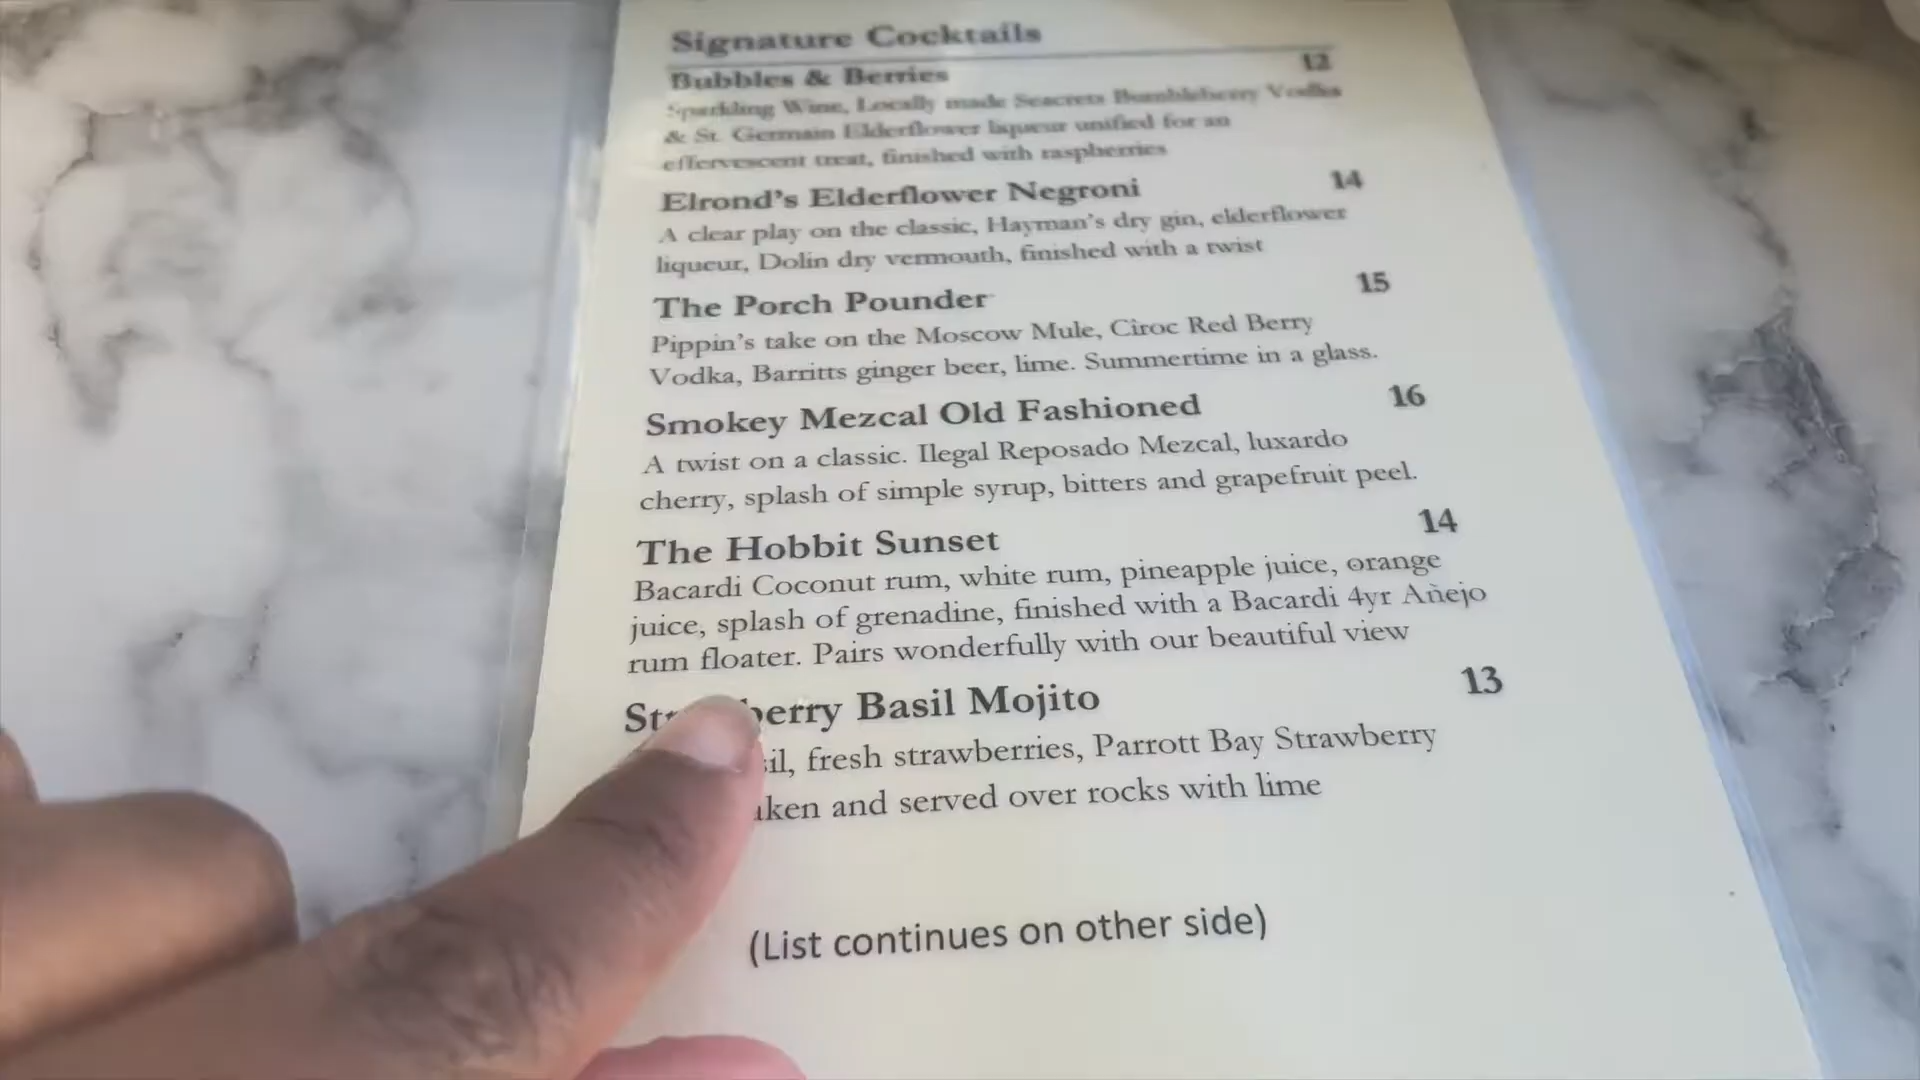 Signature Cocktails
Bubbles & Berries 12
Sparkling Wine, Locally made Seacrets Bumbleberry Vodka
& St. Germain Elderflower liqueur unified for an
effervescent treat, finished with raspberries
Elrond's Elderflower Negroni 14
A clear play on the classic, Hayman's dry gin, elderflower
liqueur, Dolin dry vermouth, finished with a twist
The Porch Pounder 15
Pippin's take on the Moscow Mule, Cîroc Red Berry
Vodka, Barritts ginger beer, lime. Summertime in a glass.
Smokey Mezcal Old Fashioned 16
A twist on a classic. Ilegal Reposado Mezcal, luxardo
cherry, splash of simple syrup, bitters and grapefruit peel.
The Hobbit Sunset 14
Bacardi Coconut rum, white rum, pineapple juice, orange
juice, splash of grenadine, finished with a Bacardi 4yr Añejo
rum floater. Pairs wonderfully with our beautiful view
Basil Mojito 13
fresh strawberries, Parrott Bay Strawberry
and served over rocks with lime
(List continues on other side)